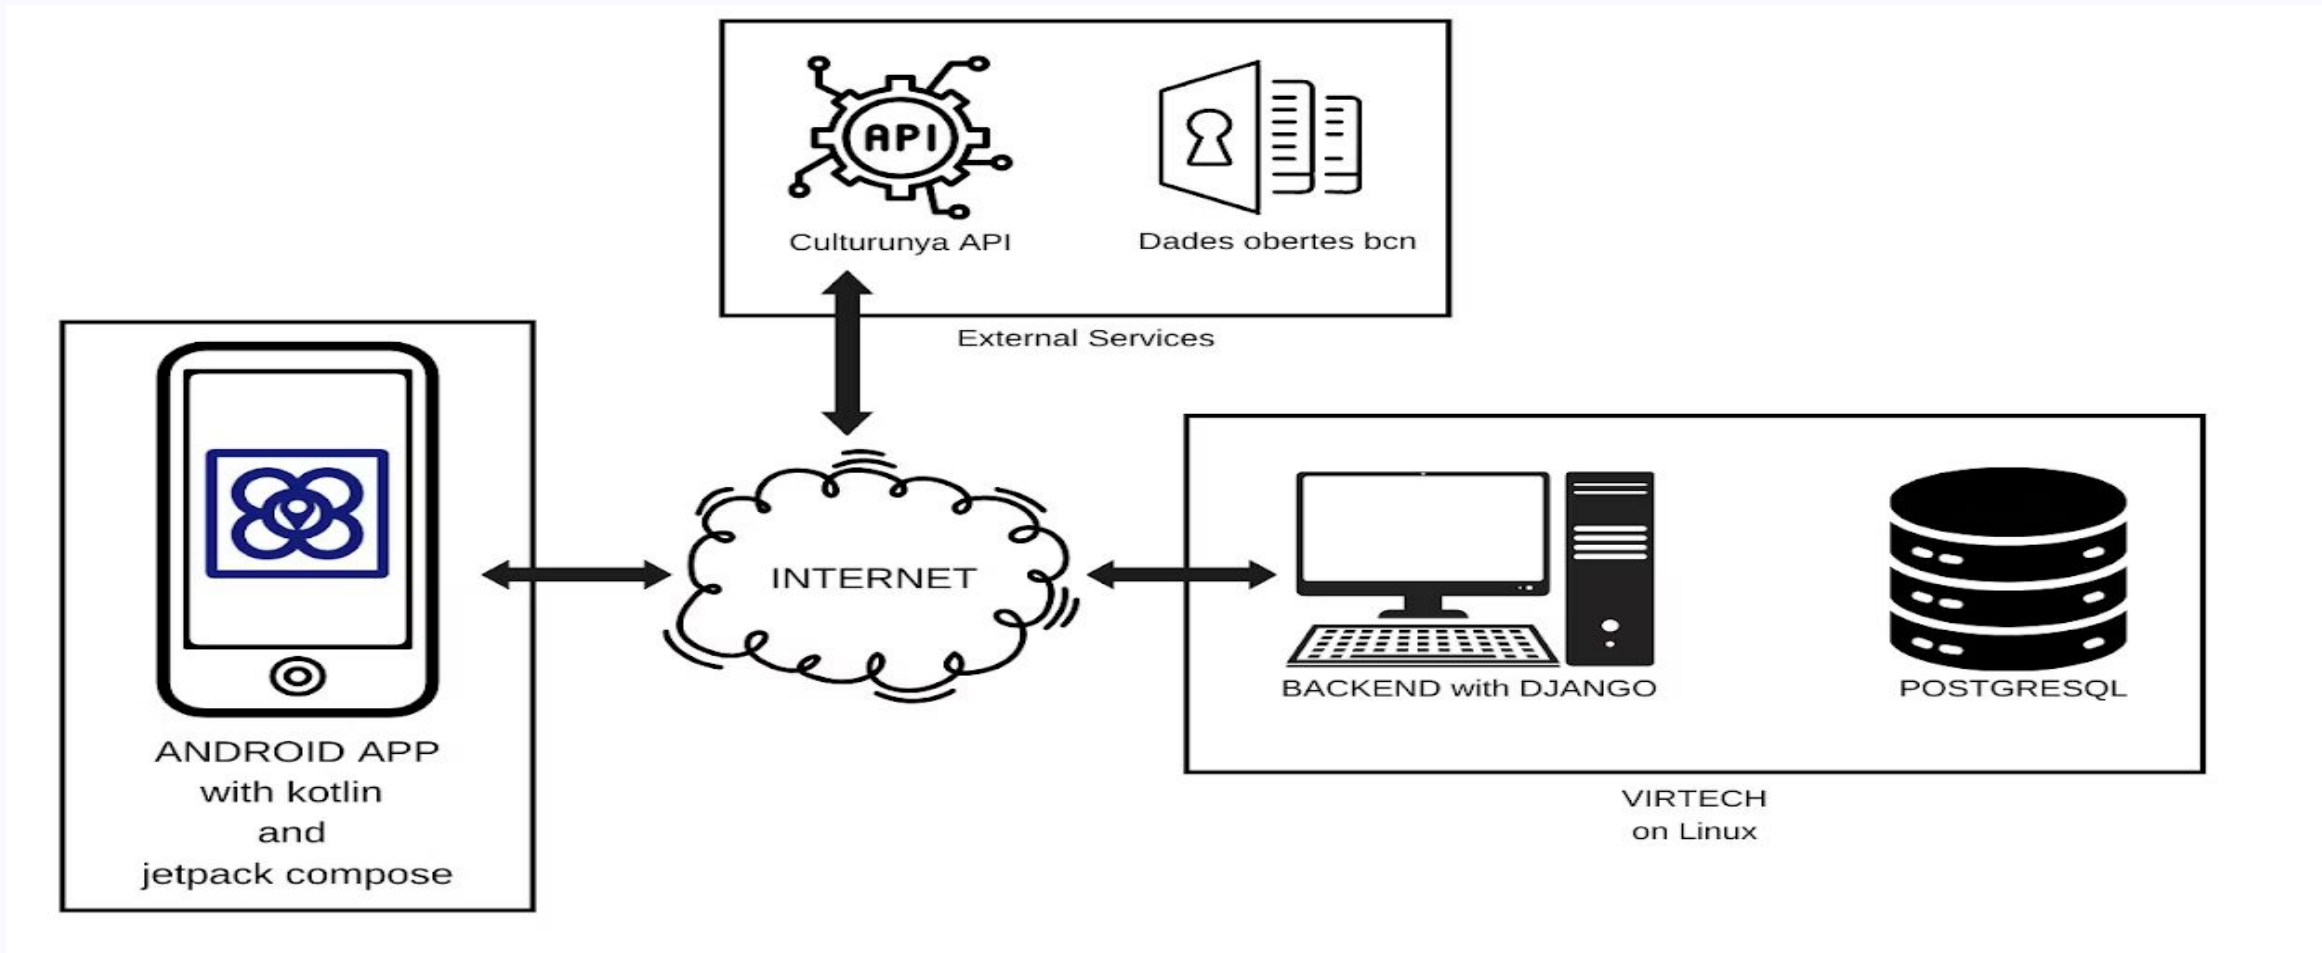 API
Culturunya API
Dades obertes bcn
External Services
INTERNET
ANDROID APP
with kotlin
and
jetpack compose
BACKEND with DJANGO
POSTGRESQL
VIRTECH
on Linux